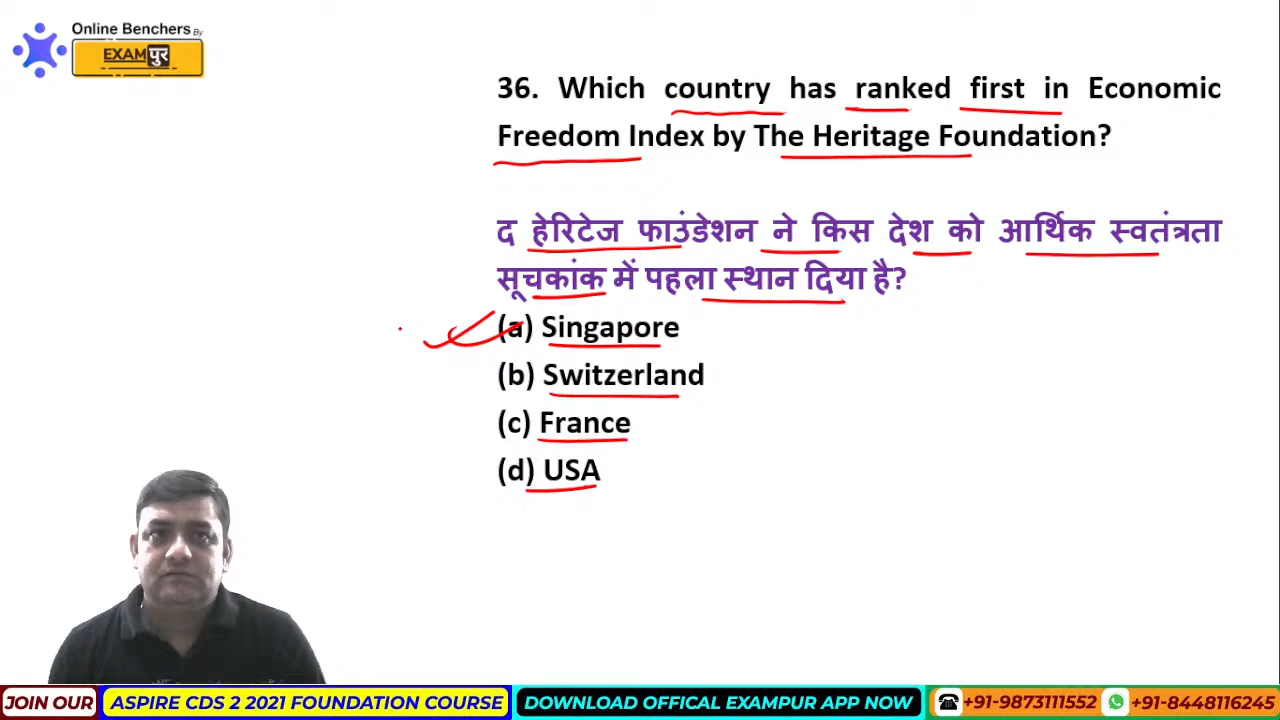 Online Benchers By
EXAMपुर
36. Which country has ranked first in Economic
Freedom Index by The Heritage Foundation?
द हेरिटेज फाउंडेशन ने किस देश को आर्थिक स्वतंत्रता
सूचकांक में पहला स्थान दिया है?
(a) Singapore
(b) Switzerland
(c) France
(d) USA
JOIN OUR ASPIRE CDS 2 2021 FOUNDATION COURSE DOWNLOAD OFFICAL EXAMPUR APP NOW +91-9873111552 +91-8448116245